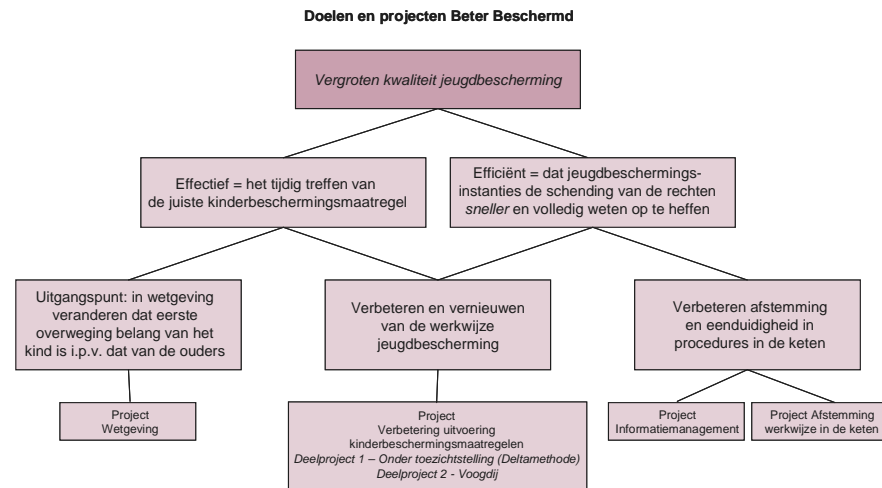 Doelen en projecten Beter Beschermd
Vergroten kwaliteit jeugdbescherming
Effectief = het tijdig treffen van
de juiste kinderbeschermingsmaatregel
Efficiënt = dat jeugdbeschermings-
instanties de schending van de rechten
sneller en volledig weten op te heffen
Uitgangspunt: in wetgeving
veranderen dat eerste
overweging belang van het
kind is i.p.v. dat van de ouders
Verbeteren en vernieuwen
van de werkwijze
jeugdbescherming
Verbeteren afstemming
en eenduidigheid in
procedures in de keten
Project
Wetgeving
Project
Verbetering uitvoering
kinderbeschermingsmaatregelen
Deelproject 1 – Onder toezichtstelling (Deltamethode)
Deelproject 2 - Voogdij
Project
Informatiemanagement
Project Afstemming
werkwijze in de keten